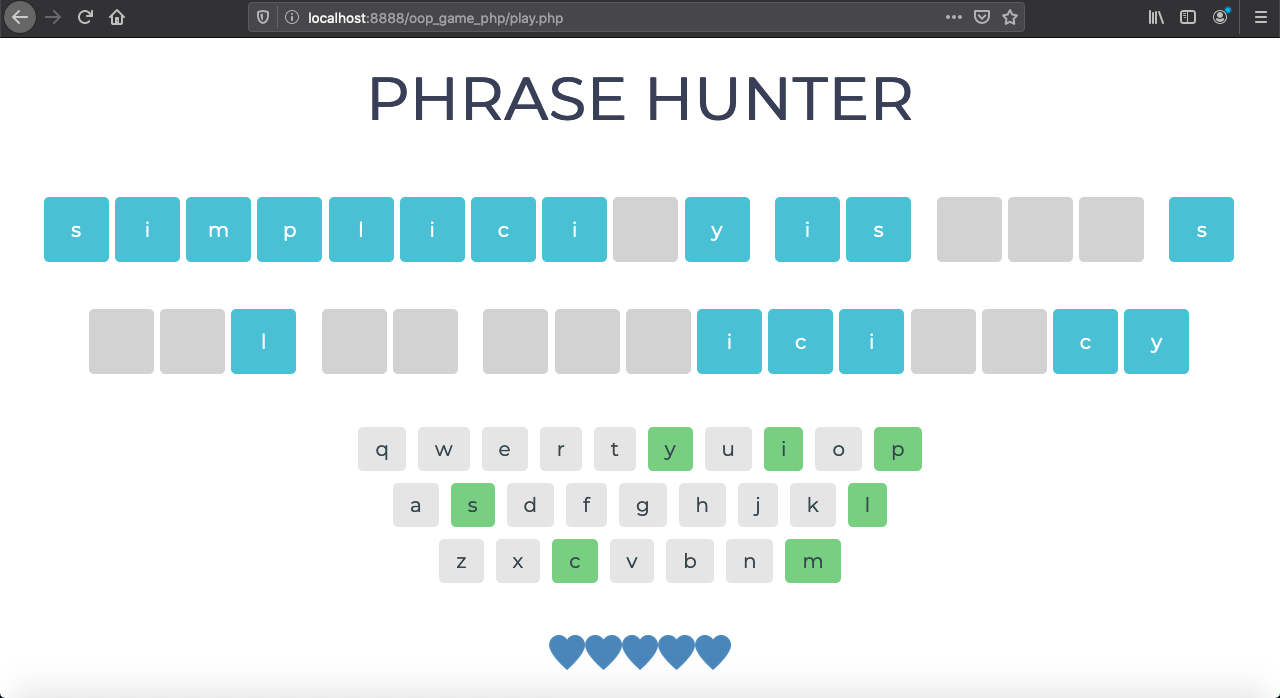 localhost:8888/oop_game_php/play.php
PHRASE HUNTER
s i m p l i c i y i s s
l i c i c y
q w e r t y u i o p
a s d f g h j k l
z x c v b n m